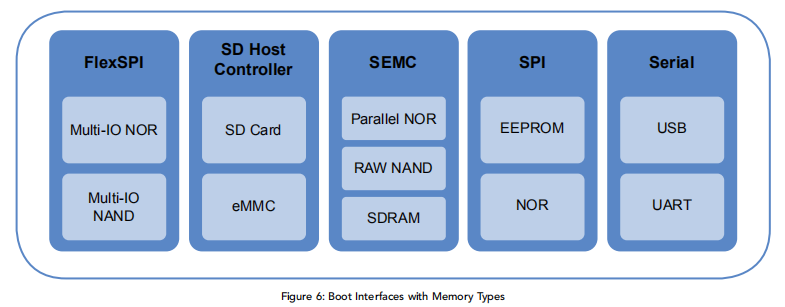 FlexSPI
Multi-IO NOR
Multi-IO
NAND
SD Host
Controller
SD Card
eMMC
SEMC
Parallel NOR
RAW NAND
SDRAM
SPI
EEPROM
NOR
Serial
USB
UART
Figure 6: Boot Interfaces with Memory Types